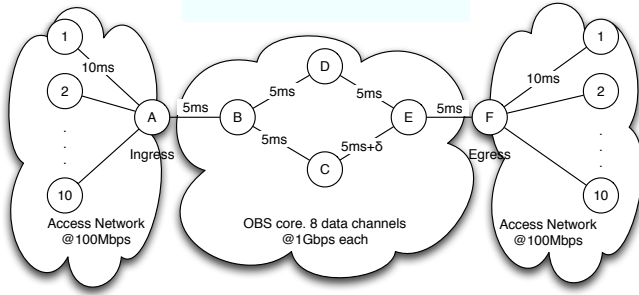 1
10ms
2
.
.
.
10
A
Ingress
Access Network
@100Mbps
5ms
B
5ms
D
5ms
5ms
C
5ms+δ
E
OBS core. 8 data channels
@1Gbps each
5ms
F
Egress
10ms
1
2
.
.
.
10
Access Network
@100Mbps